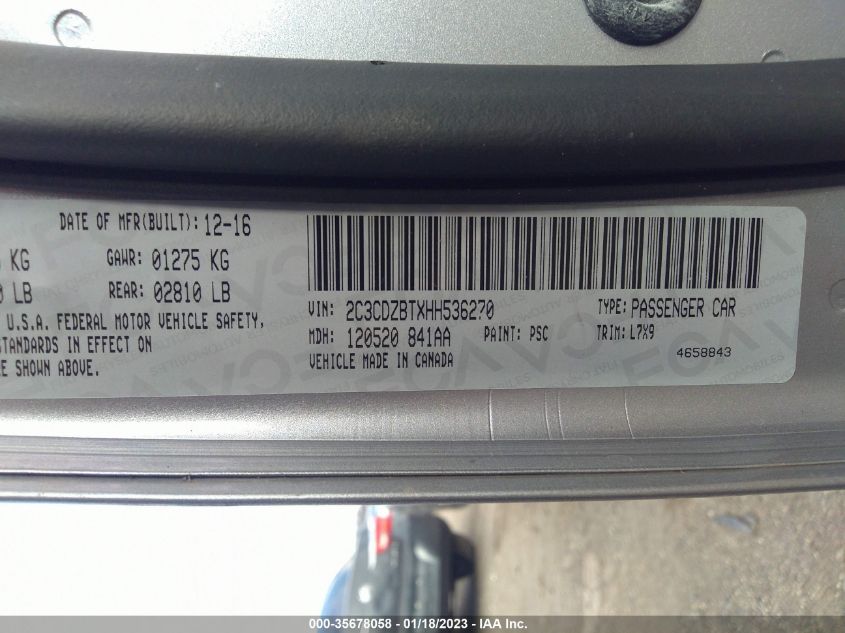 DATE OF MFR(BUILT): 12-16
KG GAWR: 01275 KG
LB REAR: 02810 LB
U.S.A. FEDERAL MOTOR VEHICLE SAFETY,
STANDARDS IN EFFECT ON
SHOWN ABOVE.
VIN: 2C3CDZBTXHH536270 TYPE: PASSENGER CAR
MDH: 120520 841AA PAINT: PSC TRIM: L7X9
VEHICLE MADE IN CANADA 4658843
000-35678058 - 01/18/2023 - IAA Inc.